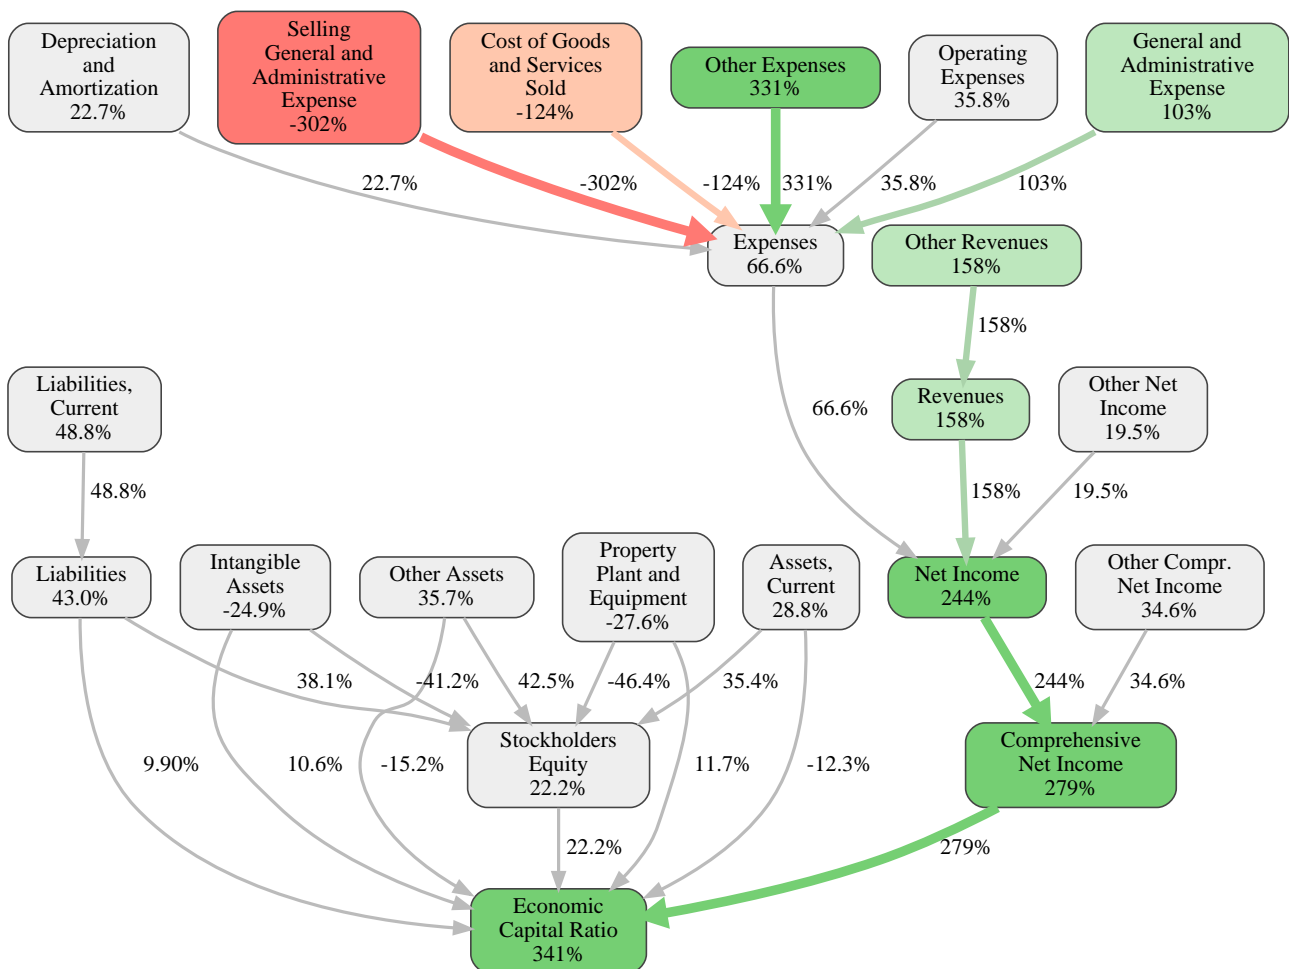 Depreciation
and
Amortization
22.7%
Selling
General and
Administrative
Expense
-302%
Cost of Goods
and Services
Sold
-124%
Other Expenses
331%
Operating
Expenses
35.8%
General and
Administrative
Expense
103%
22.7%
-302%
-124%
331%
35.8%
103%
Expenses
66.6%
Other Revenues
158%
158%
Liabilities,
Current
48.8%
66.6%
Revenues
158%
Other Net
Income
19.5%
48.8%
158%
19.5%
Liabilities
43.0%
Intangible
Assets
-24.9%
Other Assets
35.7%
Property
Plant and
Equipment
-27.6%
Assets,
Current
28.8%
Net Income
244%
Other Compr.
Net Income
34.6%
38.1%
-41.2%
42.5%
-46.4%
35.4%
244%
34.6%
9.90%
10.6%
-15.2%
Stockholders
Equity
22.2%
11.7%
-12.3%
Comprehensive
Net Income
279%
22.2%
279%
Economic
Capital Ratio
341%